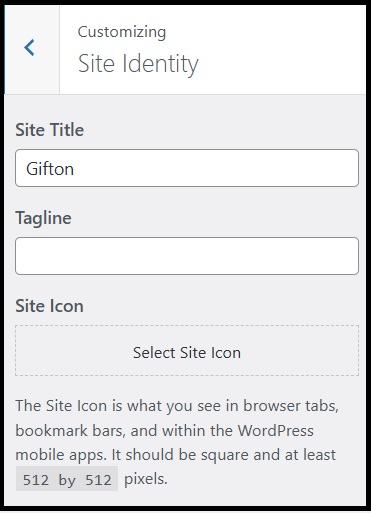 Customizing
Site Identity
Site Title
Gifton
Tagline
Site Icon
Select Site Icon
The Site Icon is what you see in browser tabs,
bookmark bars, and within the WordPress
mobile apps. It should be square and at least
512 by 512 pixels.